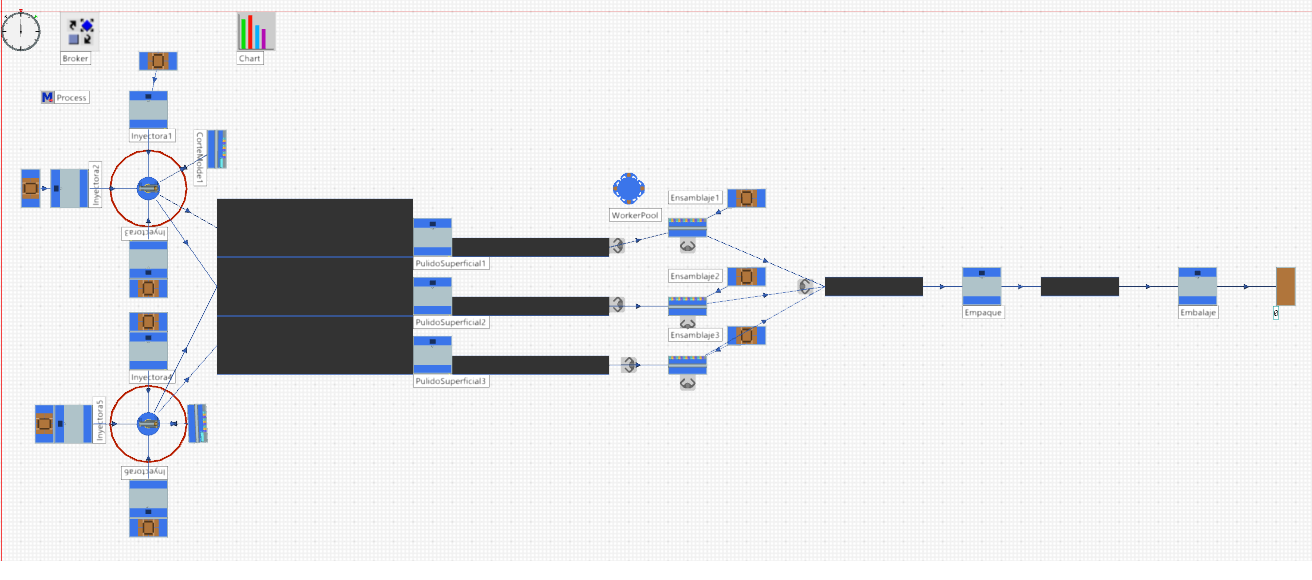 Broker
Chart
Process
Inyectora1
CorteMolde1
Inyectora2
Inyectora3
WorkerPool
Ensamblaje1
Ensamblaje2
Ensamblaje3
PulidoSuperficial1
PulidoSuperficial2
PulidoSuperficial3
Empaque
Embalaje
0
Inyectora4
Inyectora5
Inyectora6